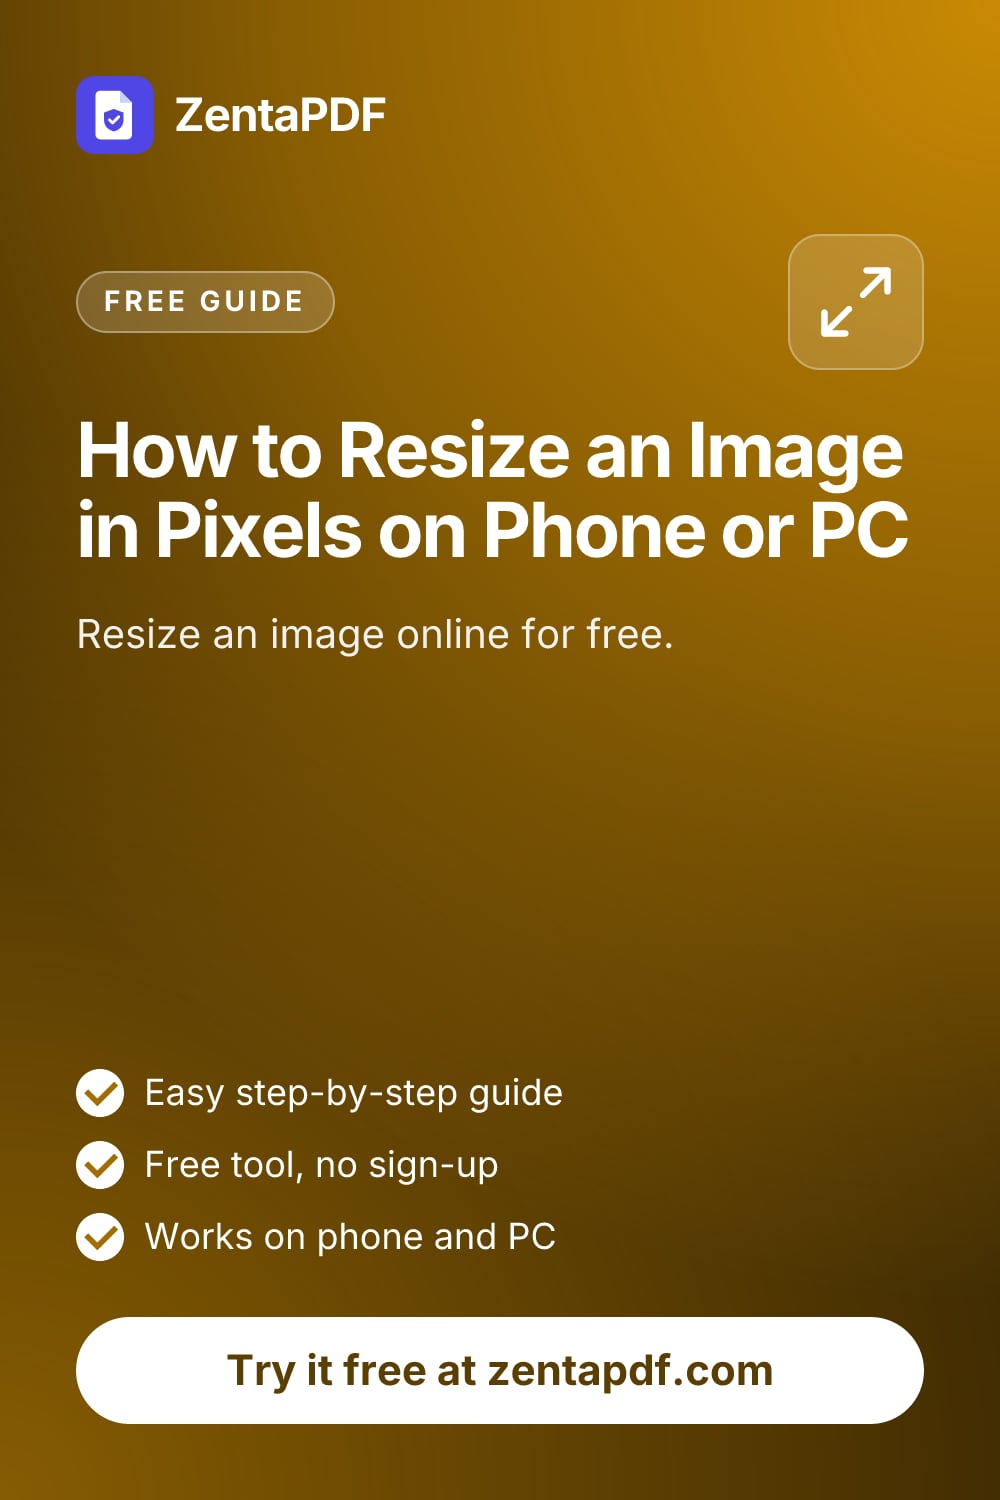 ZentaPDF
FREE GUIDE
How to Resize an Image
in Pixels on Phone or PC
Resize an image online for free.
Easy step-by-step guide
Free tool, no sign-up
Works on phone and PC
Try it free at zentapdf.com